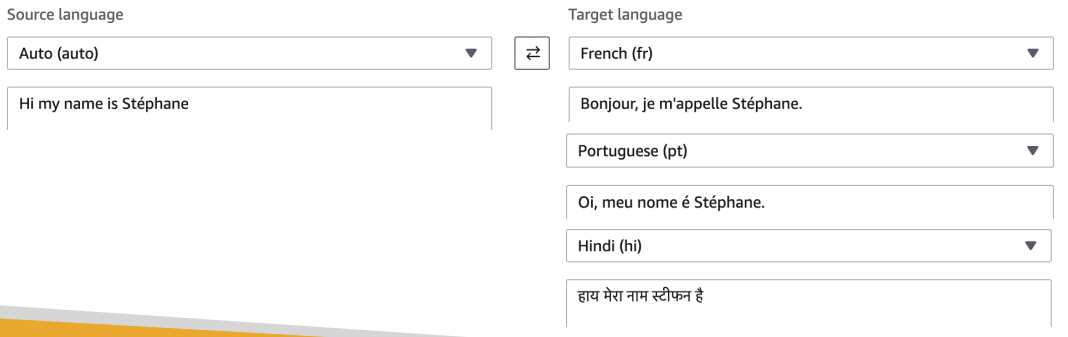 Source language
Auto (auto)
Hi my name is Stéphane
Target language
French (fr)
Bonjour, je m'appelle Stéphane.
Portuguese (pt)
Oi, meu nome é Stéphane.
Hindi (hi)
हाय मेरा नाम स्टीफन है